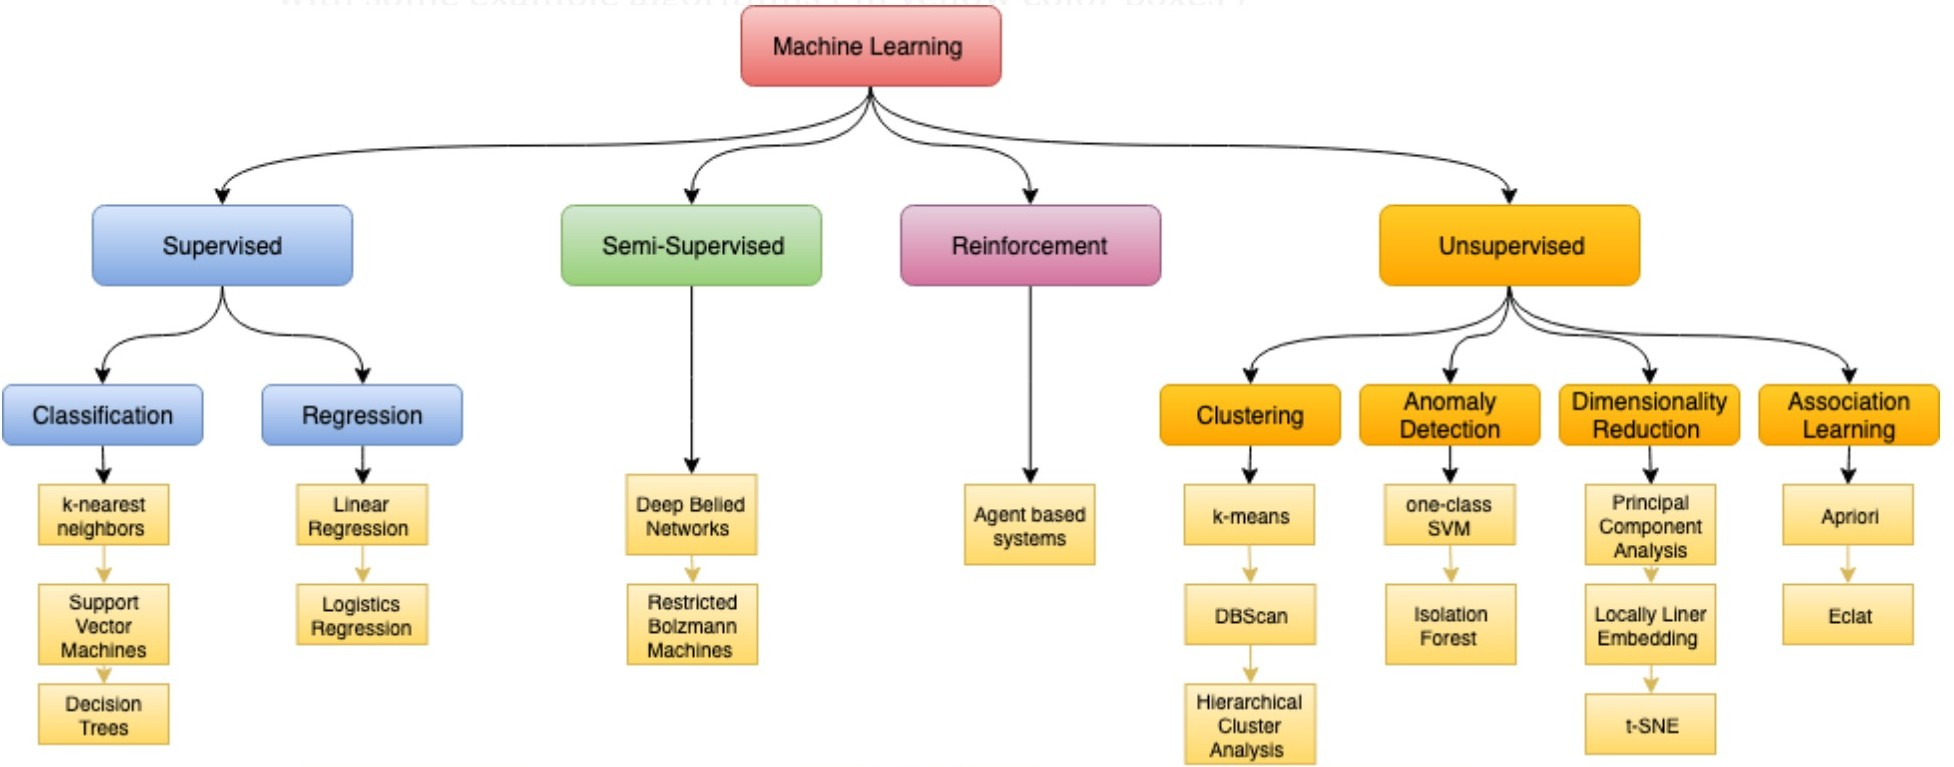 Machine Learning
Supervised
Semi-Supervised
Reinforcement
Unsupervised
Classification
Regression
Clustering
Anomaly
Detection
Dimensionality
Reduction
Association
Learning
k-nearest
neighbors
Support
Vector
Machines
Decision
Trees
Linear
Regression
Logistics
Regression
Deep Belied
Networks
Restricted
Bolzmann
Machines
Agent based
systems
k-means
DBScan
Hierarchical
Cluster
Analysis
one-class
SVM
Isolation
Forest
Principal
Component
Analysis
Locally Liner
Embedding
t-SNE
Apriori
Eclat